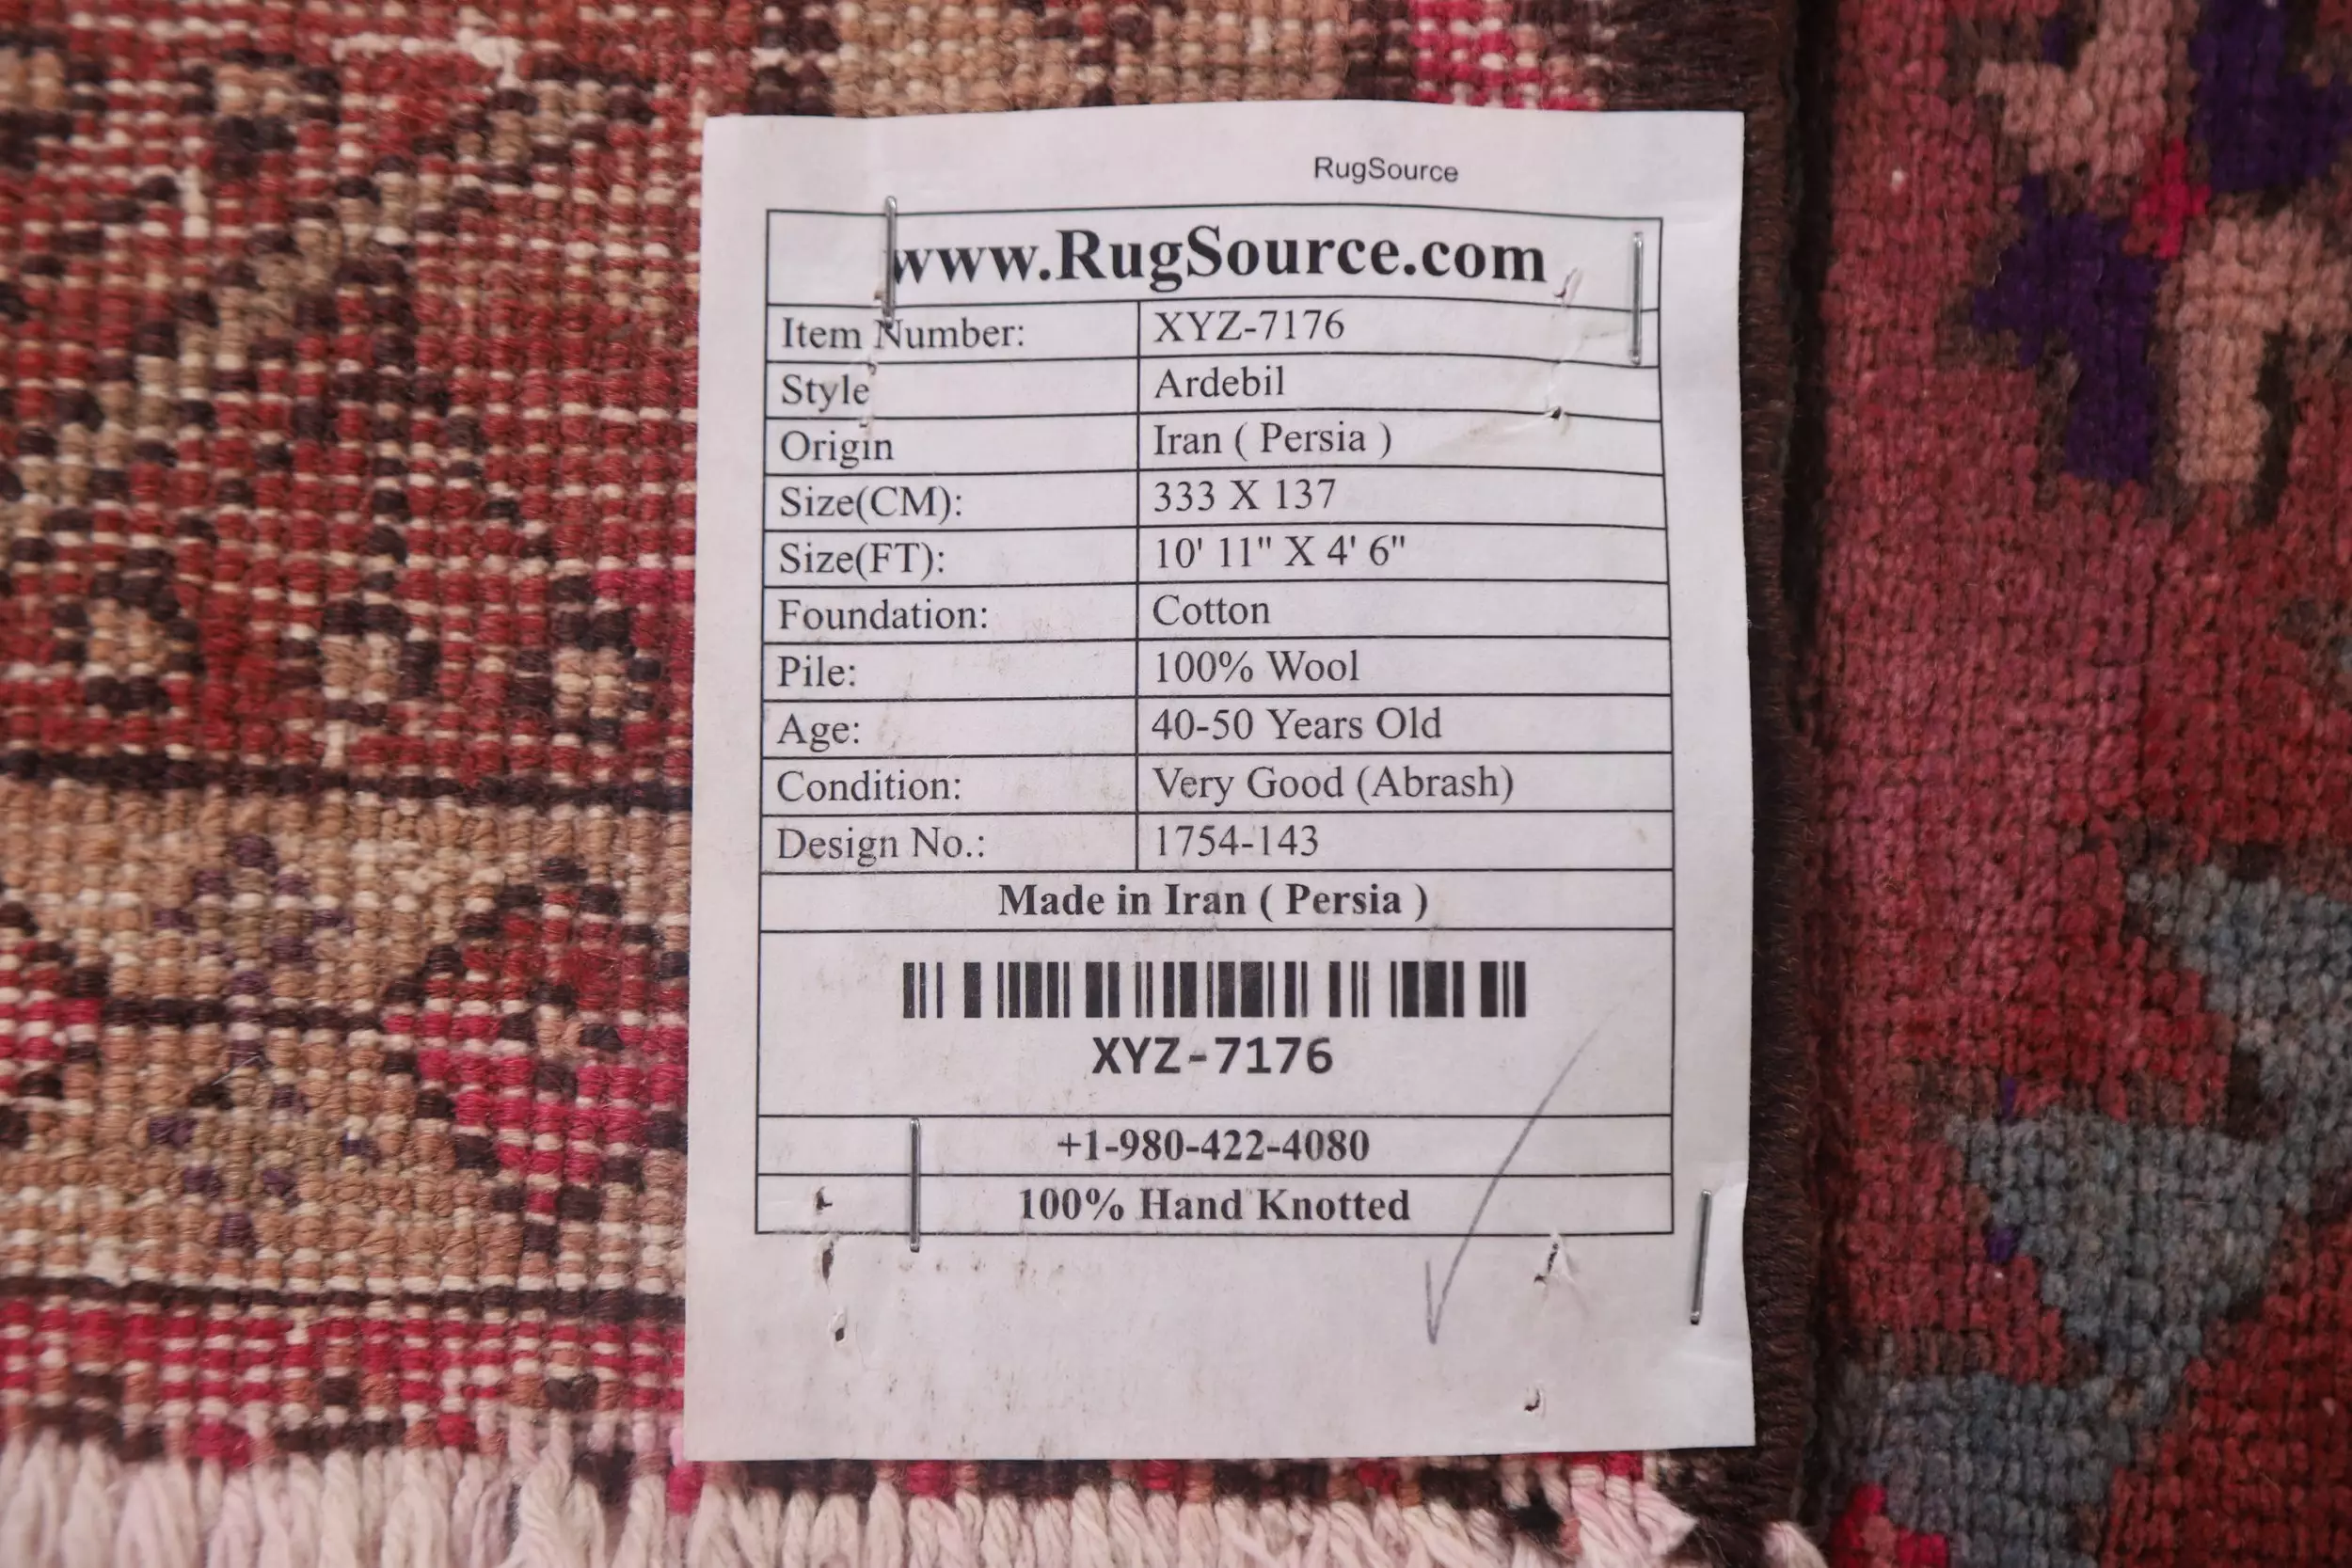 RugSource
www.RugSource.com
Item Number: XYZ-7176
Style Ardebil
Origin Iran ( Persia )
Size(CM): 333 X 137
Size(FT): 10' 11" X 4' 6"
Foundation: Cotton
Pile: 100% Wool
Age: 40-50 Years Old
Condition: Very Good (Abrash)
Design No.: 1754-143
Made in Iran ( Persia )
XYZ-7176
+1-980-422-4080
100% Hand Knotted